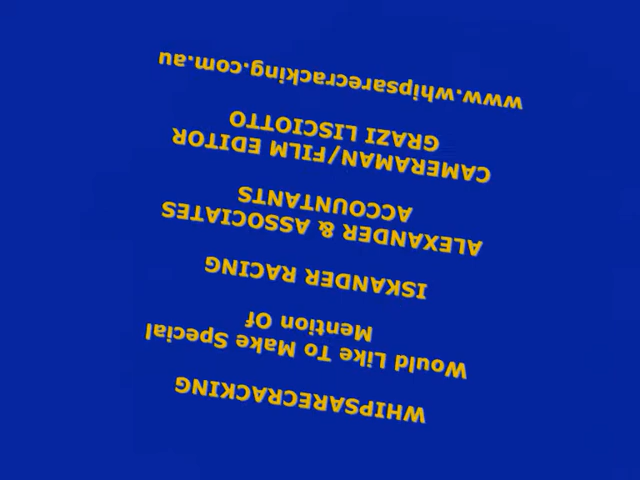 WHIPSARECRACKING
Would Like To Make Special
Mention Of
ISKANDER RACING
ALEXANDER & ASSOCIATES
ACCOUNTANTS
CAMERAMAN/FILM EDITOR
GRAZI LISCIOTTO
www.whipsarecracking.com.au